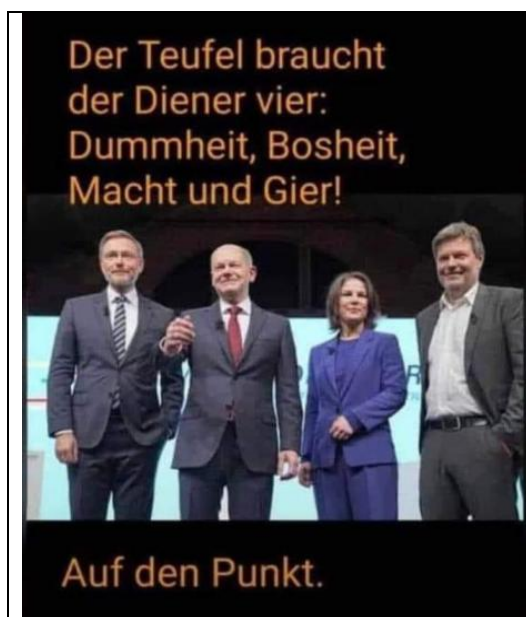 Der Teufel braucht
der Diener vier:
Dummheit, Bosheit,
Macht und Gier!
Auf den Punkt.